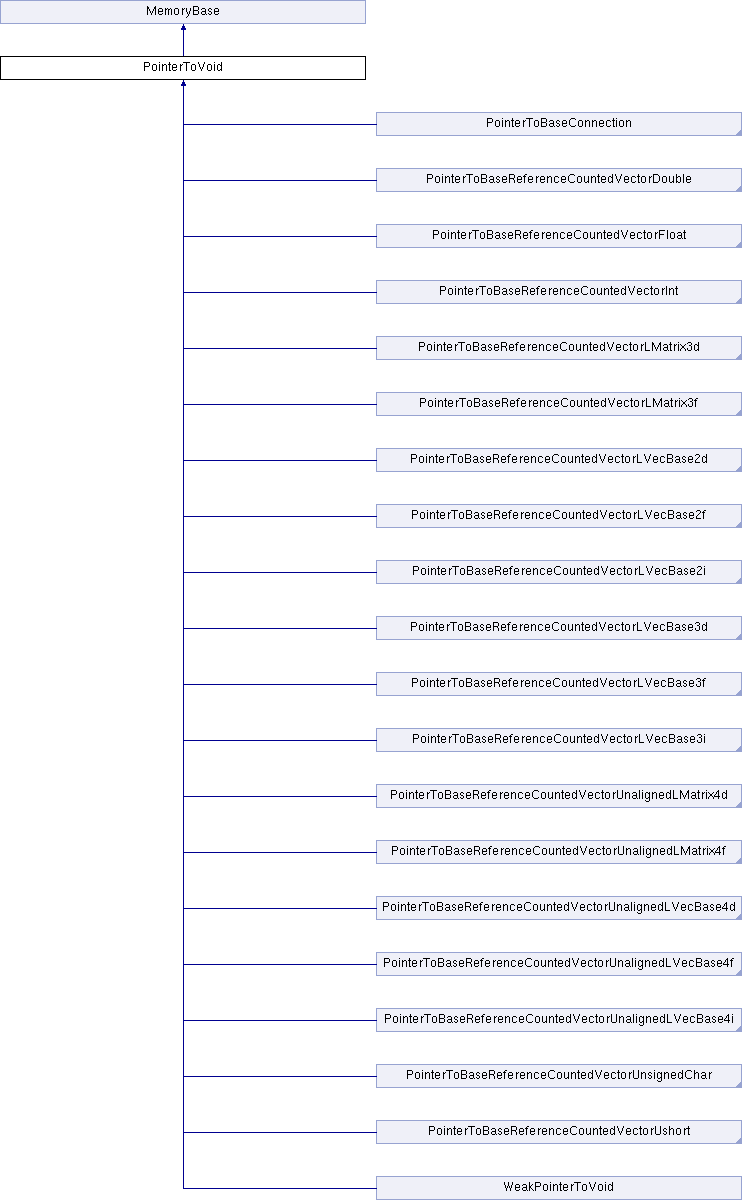 MemoryBase
PointerToVoid
PointerToBaseConnection
PointerToBaseReferenceCountedVectorDouble
PointerToBaseReferenceCountedVectorFloat
PointerToBaseReferenceCountedVectorInt
PointerToBaseReferenceCountedVectorLMatrix3d
PointerToBaseReferenceCountedVectorLMatrix3f
PointerToBaseReferenceCountedVectorLVecBase2d
PointerToBaseReferenceCountedVectorLVecBase2f
PointerToBaseReferenceCountedVectorLVecBase2i
PointerToBaseReferenceCountedVectorLVecBase3d
PointerToBaseReferenceCountedVectorLVecBase3f
PointerToBaseReferenceCountedVectorLVecBase3i
PointerToBaseReferenceCountedVectorUnalignedLMatrix4d
PointerToBaseReferenceCountedVectorUnalignedLMatrix4f
PointerToBaseReferenceCountedVectorUnalignedLVecBase4d
PointerToBaseReferenceCountedVectorUnalignedLVecBase4f
PointerToBaseReferenceCountedVectorUnalignedLVecBase4i
PointerToBaseReferenceCountedVectorUnsignedChar
PointerToBaseReferenceCountedVectorUshort
WeakPointerToVoid